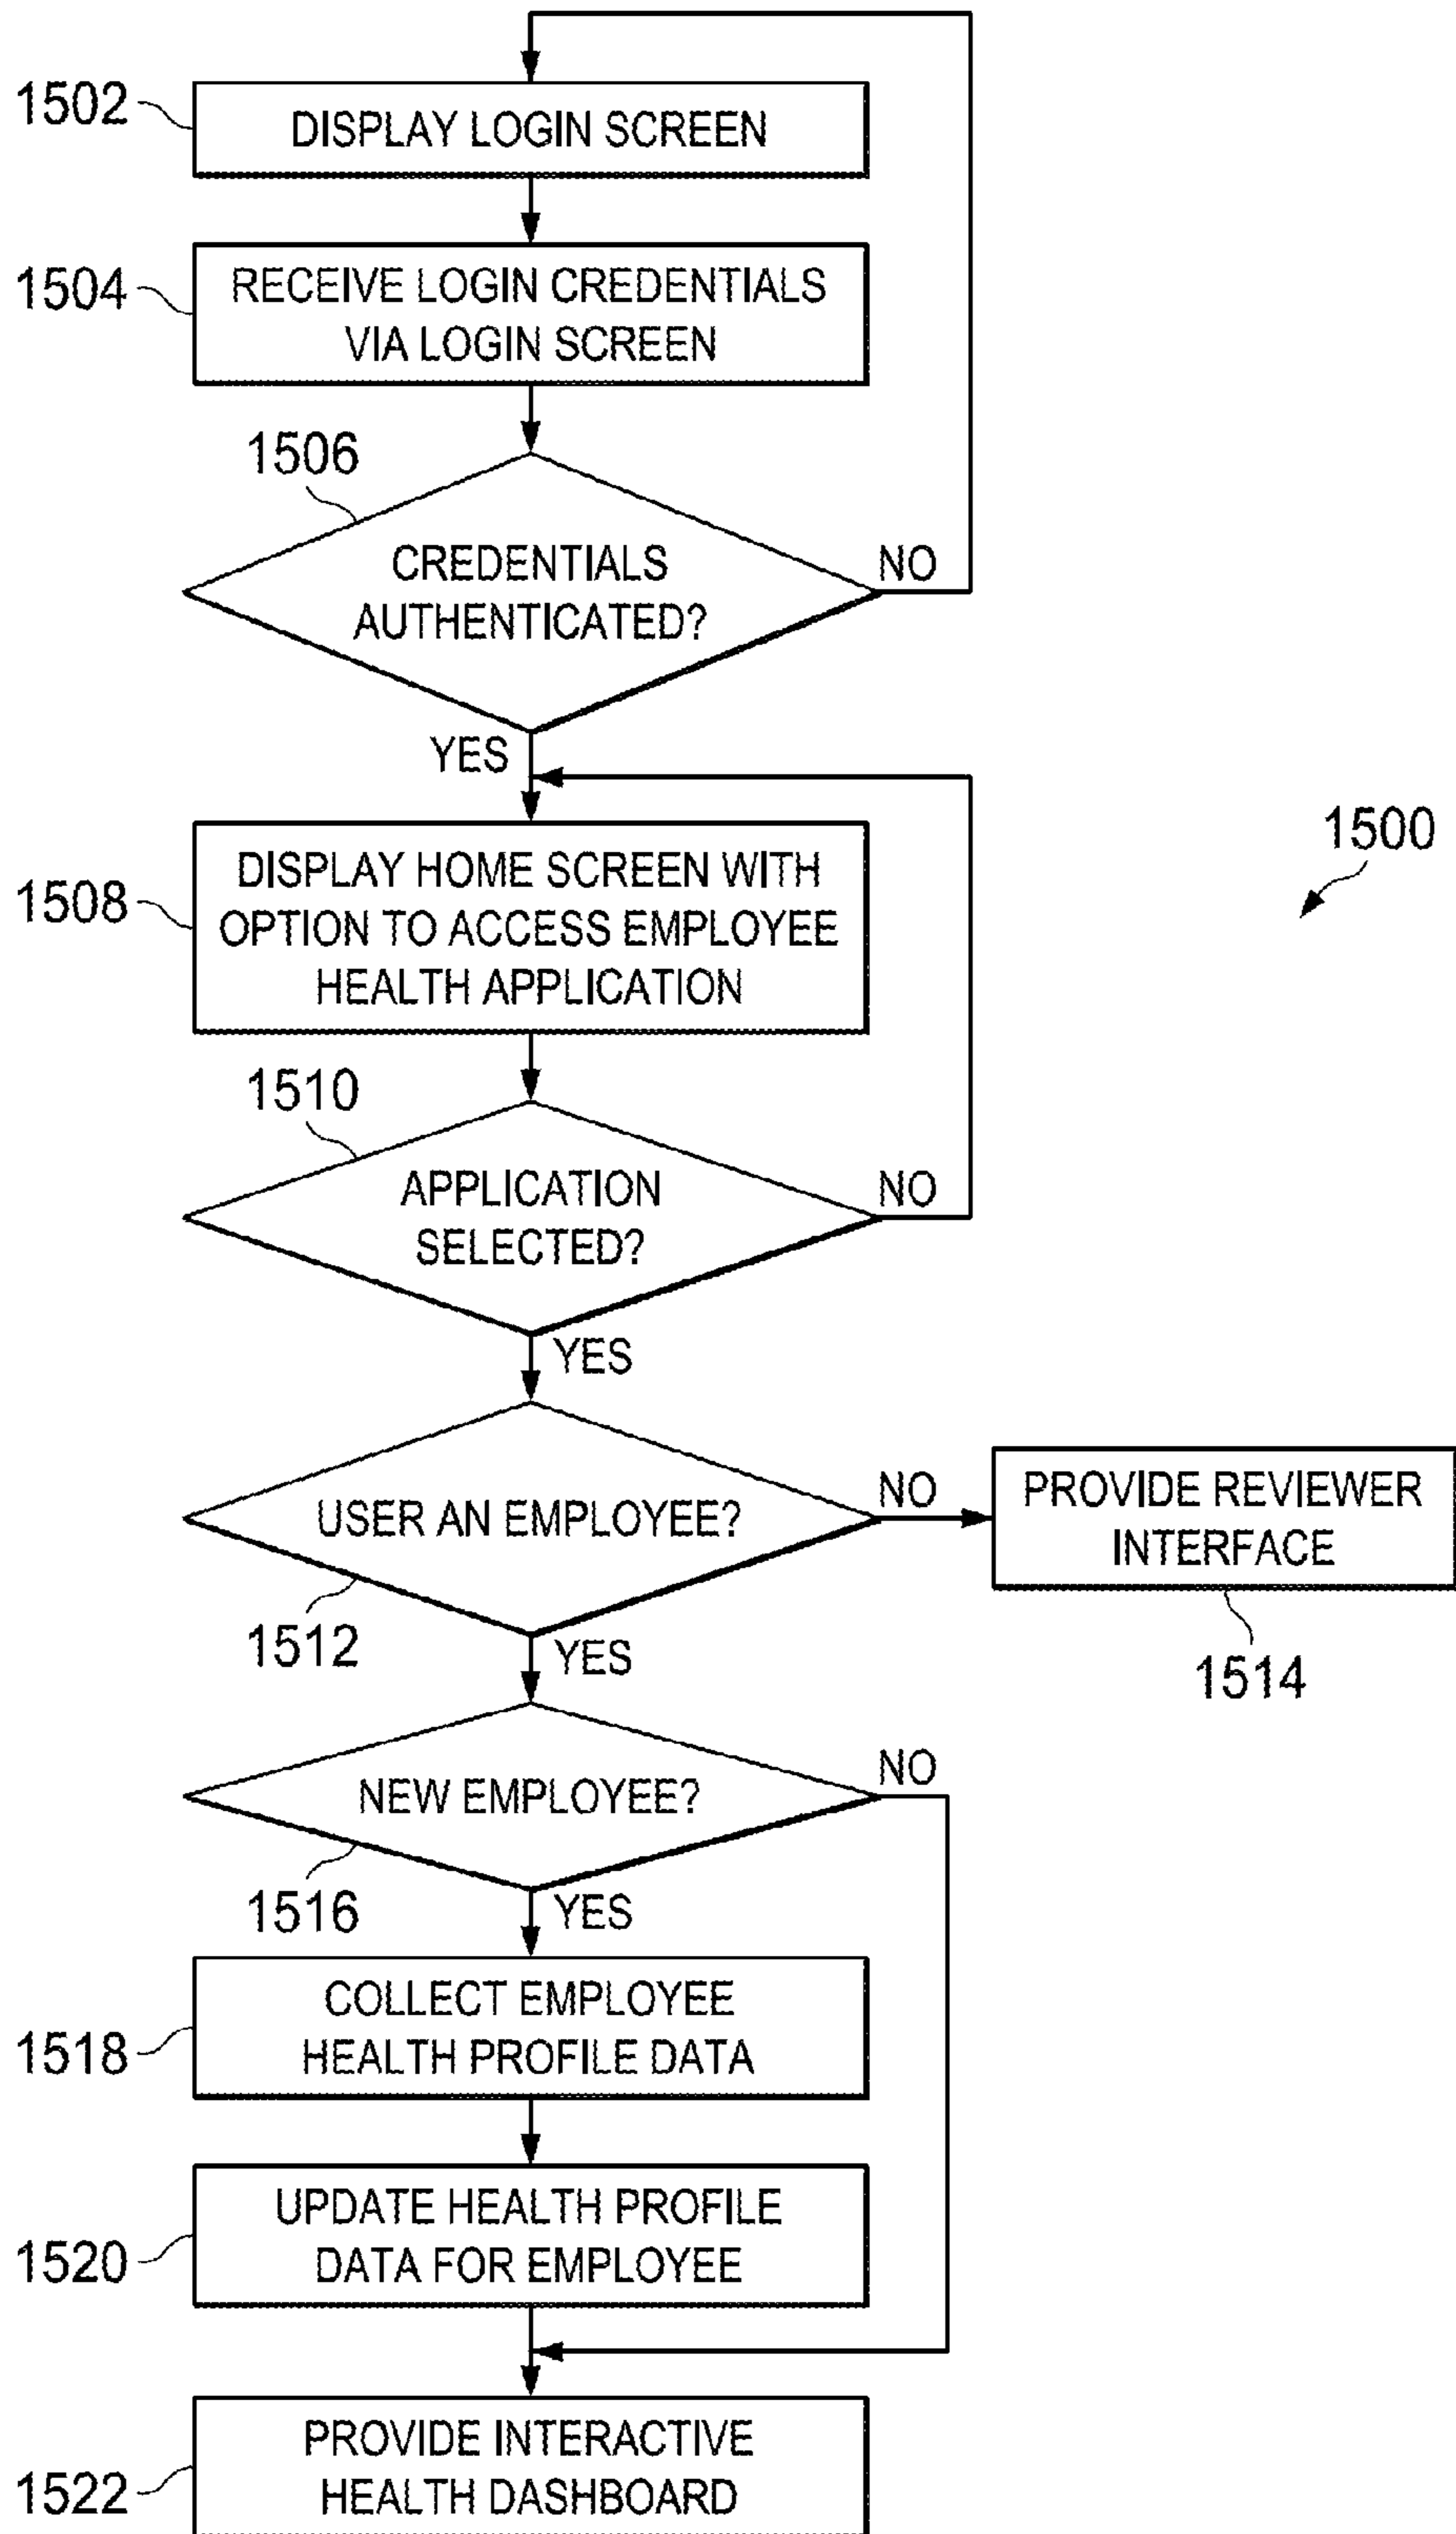 1502
DISPLAY LOGIN SCREEN
1504
RECEIVE LOGIN CREDENTIALS
VIA LOGIN SCREEN
1506
CREDENTIALS
AUTHENTICATED?
NO
YES
1500
1508
DISPLAY HOME SCREEN WITH
OPTION TO ACCESS EMPLOYEE
HEALTH APPLICATION
1510
APPLICATION
SELECTED?
NO
YES
USER AN EMPLOYEE?
NO
1512
YES
PROVIDE REVIEWER
INTERFACE
1514
NEW EMPLOYEE?
NO
1516
YES
1518
COLLECT EMPLOYEE
HEALTH PROFILE DATA
1520
UPDATE HEALTH PROFILE
DATA FOR EMPLOYEE
1522
PROVIDE INTERACTIVE
HEALTH DASHBOARD